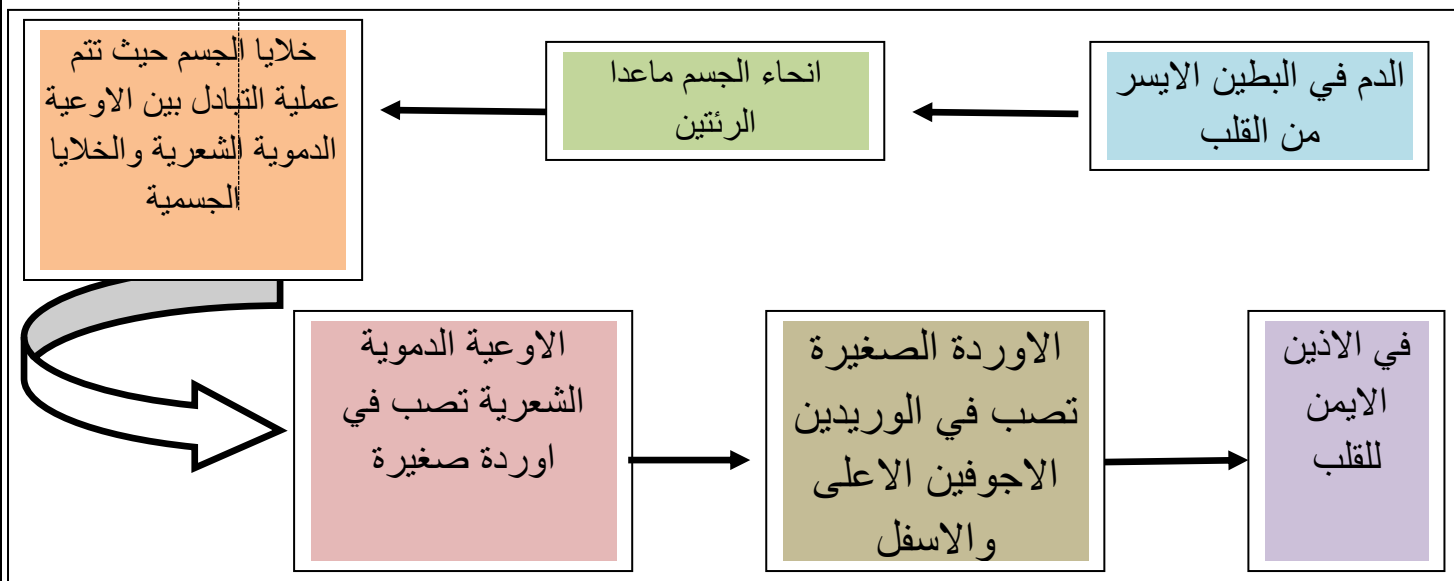 الدم في البطين الايسر
من القلب
انحاء الجسم ماعدا
الرئتين
خلايا الجسم حيث تتم
عملية التبادل بين الاوعية
الدموية الشعرية والخلايا
الجسمية
الاوعية الدموية
الشعرية تصب في
اوردة صغيرة
الاوردة الصغيرة
تصب في الوريدين
الاجوفين الاعلى
والاسفل
في الاذين
الايمن
للقلب